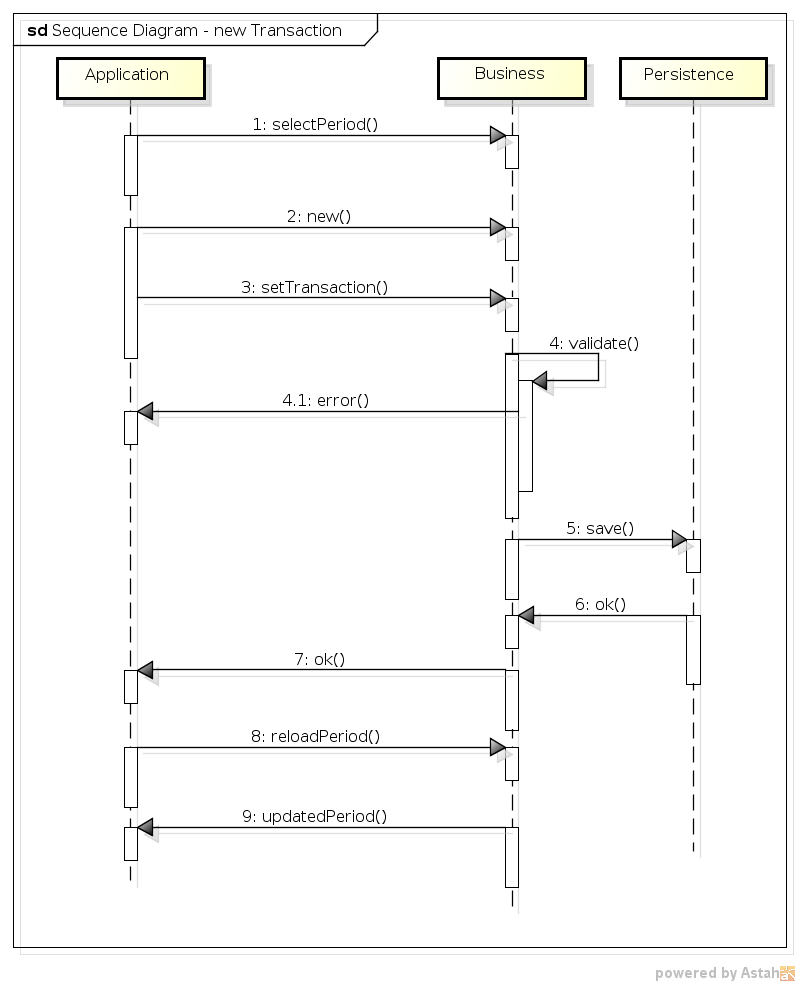 sd Sequence Diagram - new Transaction
Application
Business
Persistence
1: selectPeriod()
2: new()
3: setTransaction()
4: validate()
4.1: error()
5: save()
6: ok()
7: ok()
8: reloadPeriod()
9: updatedPeriod()
powered by Astah